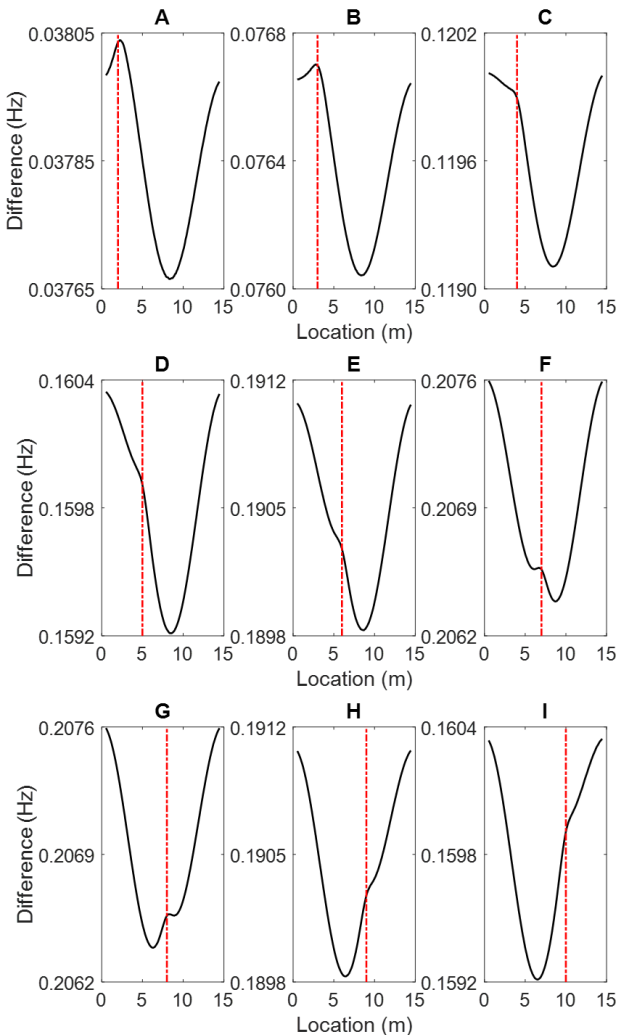 A B C
0.03805 0.0768 0.1202
0.03785 0.0764 0.1196
0.03765 0.0760 0.1190
Difference (Hz)
0 5 10 15 0 5 10 15 0 5 10 15
Location (m) Location (m)
D E F
0.1604 0.1912 0.2076
0.1598 0.1905 0.2069
0.1592 0.1898 0.2062
Difference (Hz)
0 5 10 15 0 5 10 15 0 5 10 15
Location (m) Location (m)
G H I
0.2076 0.1912 0.1604
0.2069 0.1905 0.1598
0.2062 0.1898 0.1592
Difference (Hz)
0 5 10 15 0 5 10 15 0 5 10 15
Location (m) Location (m)